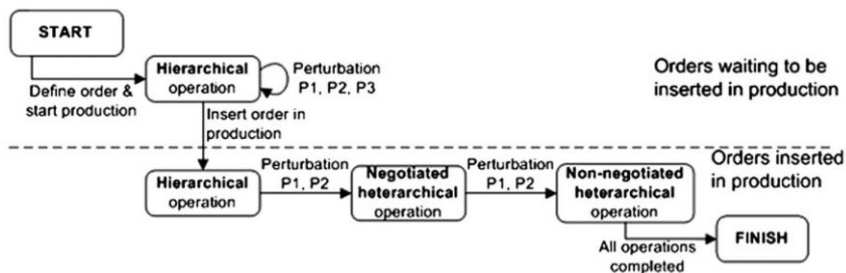 START
Define order &
start production
Hierarchical
operation
Perturbation
P1, P2, P3
Orders waiting to be
inserted in production
Insert order in
production
Orders inserted
in production
Hierarchical
operation
Perturbation
P1, P2
Negotiated
heterarchical
operation
Perturbation
P1, P2
Non-negotiated
heterarchical
operation
All operations
completed
FINISH